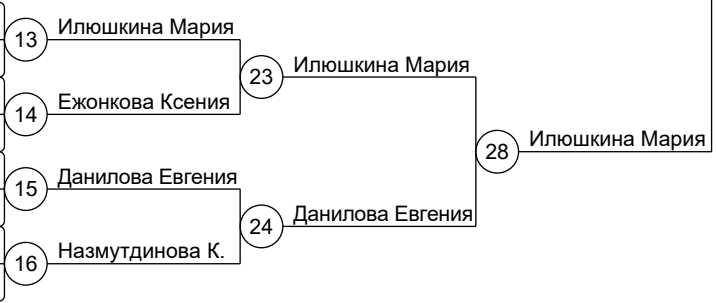 13 Илюшкина Мария
23 Илюшкина Мария
14 Ежонкова Ксения
28 Илюшкина Мария
15 Данилова Евгения
24 Данилова Евгения
16 Назмутдинова К.